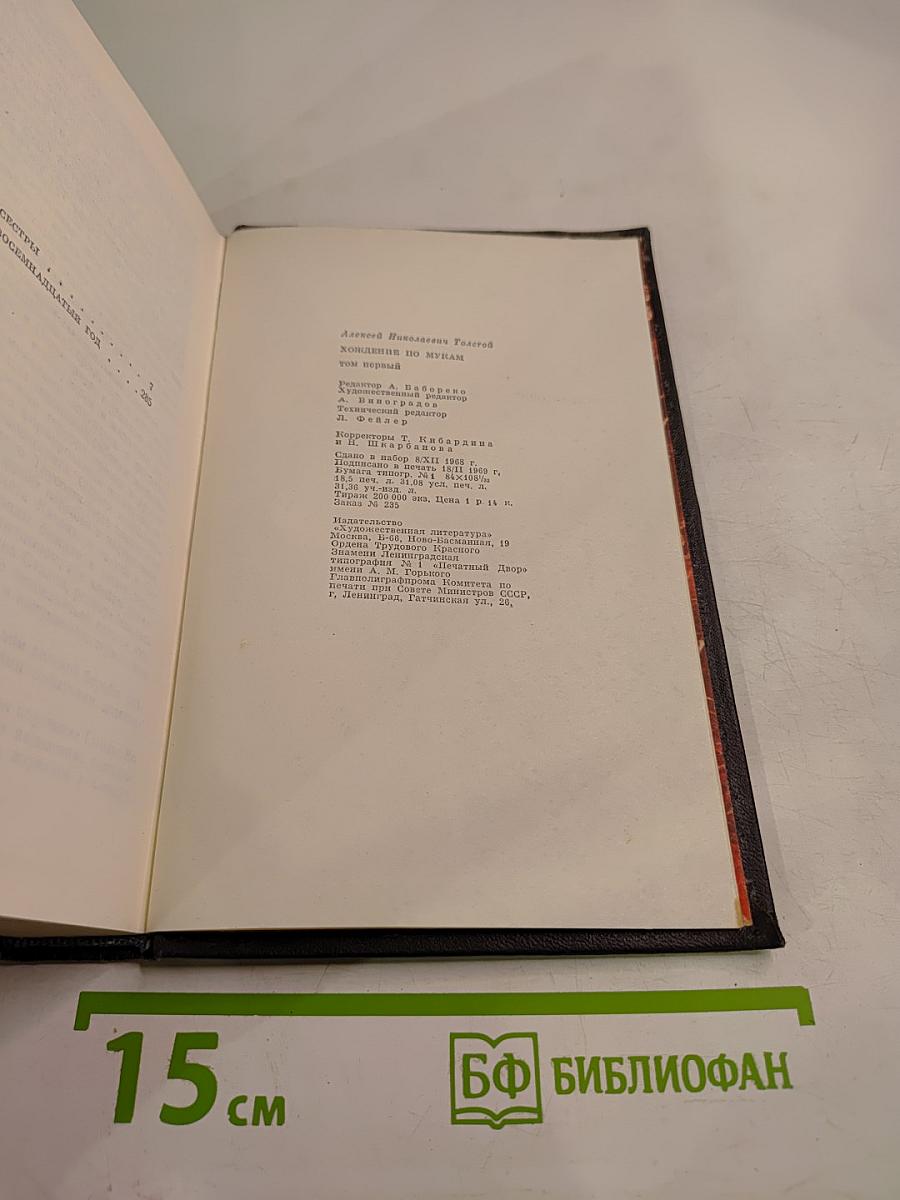 СЕСТРЫ . . . . . . . . 7
ВОСЕМНАДЦАТЫЙ ГОД . . . . 285
Алексей Николаевич Толстой
ХОЖДЕНИЕ ПО МУКАМ
том первый
Редактор А. Бабореко
Художественный редактор
А. Виноградов
Технический редактор
Л. Фейлер
Корректоры Т. Кибардина
и Н. Шкарбанова
Сдано в набор 8/XII 1968 г.
Подписано в печать 18/II 1969 г.
Бумага типогр. № 1 84×108¹/₃₂
18,5 печ. л. 31,08 усл. печ. л.
31,36 уч.-изд. л.
Тираж 200 000 экз. Цена 1 р. 14 к.
Заказ № 235
Издательство
«Художественная литература»
Москва, Б-66, Ново-Басманная, 19
Ордена Трудового Красного
Знамени Ленинградская
типография № 1 «Печатный Двор»
имени А. М. Горького
Главполиграфпрома Комитета по
печати при Совете Министров СССР,
г. Ленинград, Гатчинская ул., 26.
15 см
БФ БИБЛИОФАН